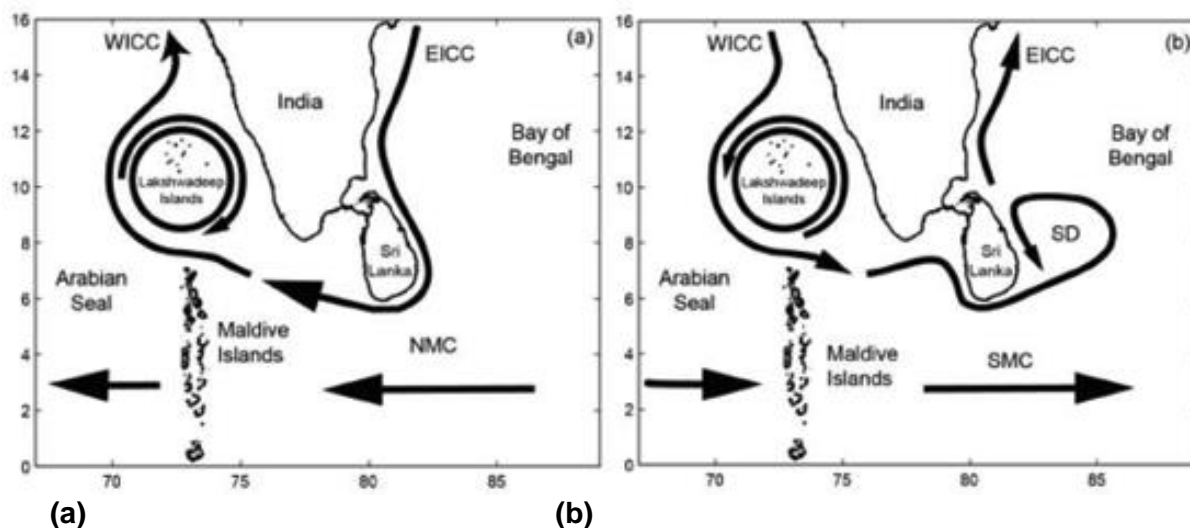 16
14
12
10
8
6
4
2
0
WICC
(a)
EICC
India
Bay of
Bengal
Lakshwadeep
Islands
Sri
Lanka
Arabian
Seal
Maldive
Islands
NMC
70
75
80
85
16
14
12
10
8
6
4
2
0
WICC
(b)
EICC
India
Bay of
Bengal
Lakshwadeep
Islands
SD
Sri
Lanka
Arabian
Seal
Maldive
Islands
SMC
70
75
80
85
(a)
(b)